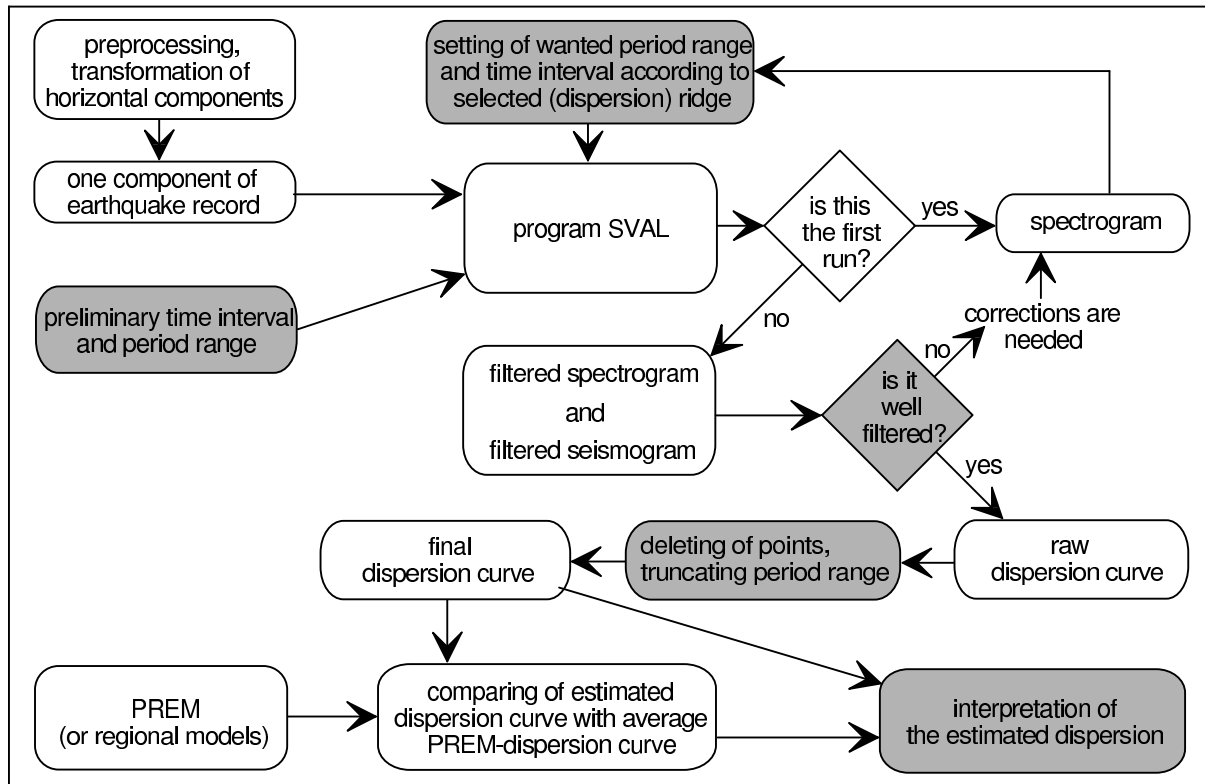 preprocessing,
transformation of
horizontal components
setting of wanted period range
and time interval according to
selected (dispersion) ridge
one component of
earthquake record
program SVAL
is this
the first
run?
yes
spectrogram
preliminary time interval
and period range
no
corrections are
needed
filtered spectrogram
and
filtered seismogram
no
is it
well
filtered?
yes
final
dispersion curve
deleting of points,
truncating period range
raw
dispersion curve
PREM
(or regional models)
comparing of estimated
dispersion curve with average
PREM-dispersion curve
interpretation of
the estimated dispersion